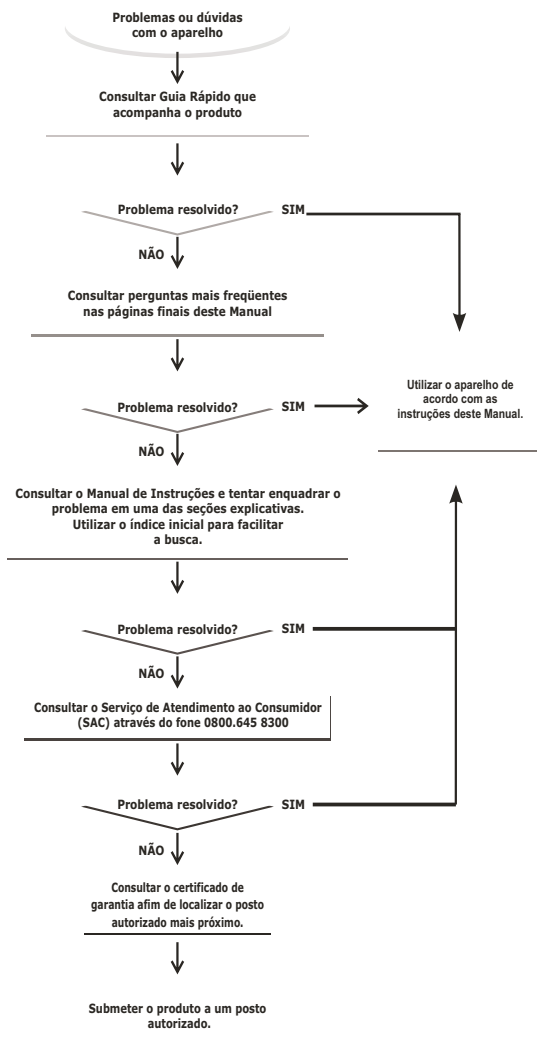 Problemas ou dúvidas
com o aparelho
Consultar Guia Rápido que
acompanha o produto
Problema resolvido?
SIM
NÃO
Consultar perguntas mais freqüentes
nas páginas finais deste Manual
Utilizar o aparelho de
acordo com as
instruções deste Manual.
Problema resolvido?
SIM
NÃO
Consultar o Manual de Instruções e tentar enquadrar o
problema em uma das seções explicativas.
Utilizar o índice inicial para facilitar
a busca.
Problema resolvido?
SIM
NÃO
Consultar o Serviço de Atendimento ao Consumidor
(SAC) através do fone 0800.645 8300
Problema resolvido?
SIM
NÃO
Consultar o certificado de
garantia afim de localizar o posto
autorizado mais próximo.
Submeter o produto a um posto
autorizado.